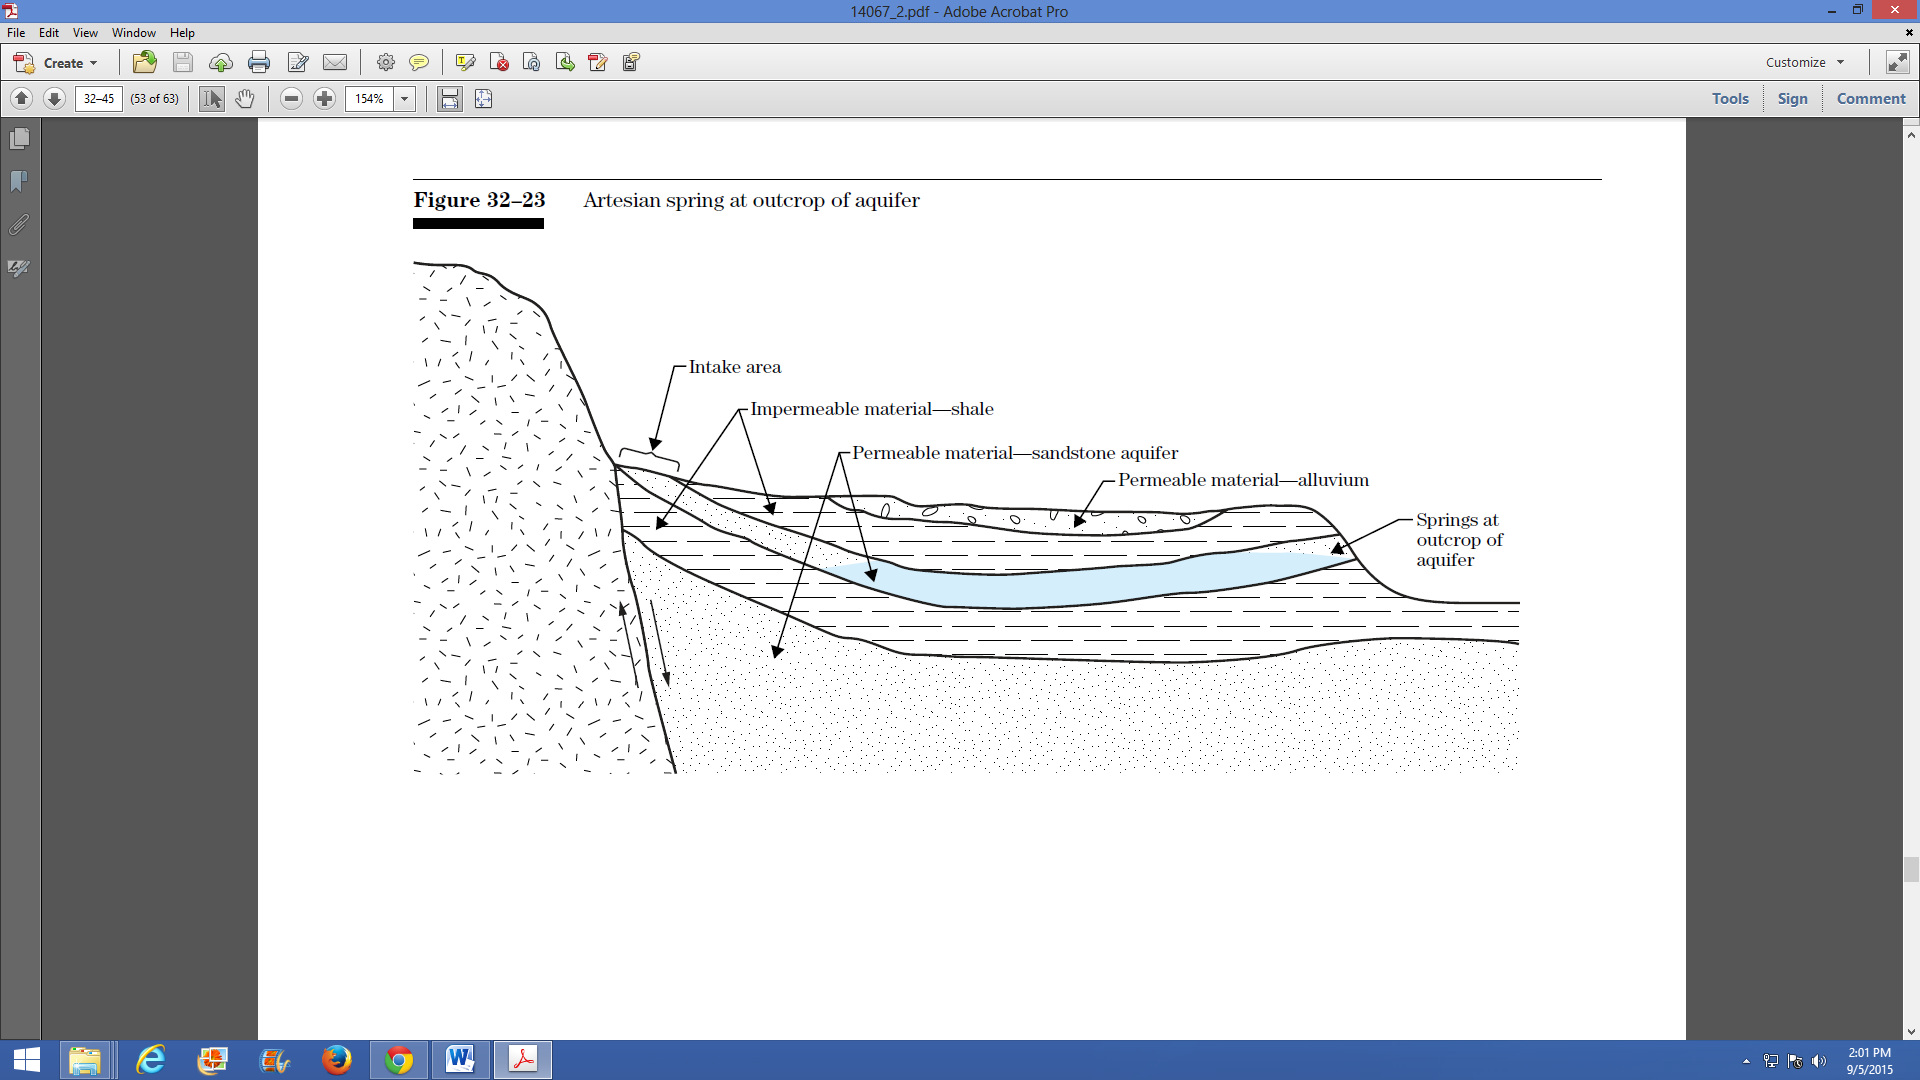 14067_2.pdf - Adobe Acrobat Pro
File Edit View Window Help
Create
Customize
32–45 (53 of 63) 154%
Tools Sign Comment
Figure 32–23 Artesian spring at outcrop of aquifer
Intake area
Impermeable material—shale
Permeable material—sandstone aquifer
Permeable material—alluvium
Springs at
outcrop of
aquifer
2:01 PM
9/5/2015